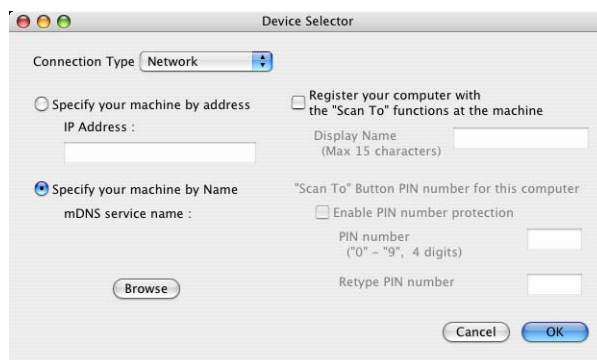 Device Selector
Connection Type Network
Specify your machine by address
IP Address :
Specify your machine by Name
mDNS service name :
Browse
Register your computer with
the "Scan To" functions at the machine
Display Name
(Max 15 characters)
"Scan To" Button PIN number for this computer
Enable PIN number protection
PIN number
("0" - "9", 4 digits)
Retype PIN number
Cancel
OK